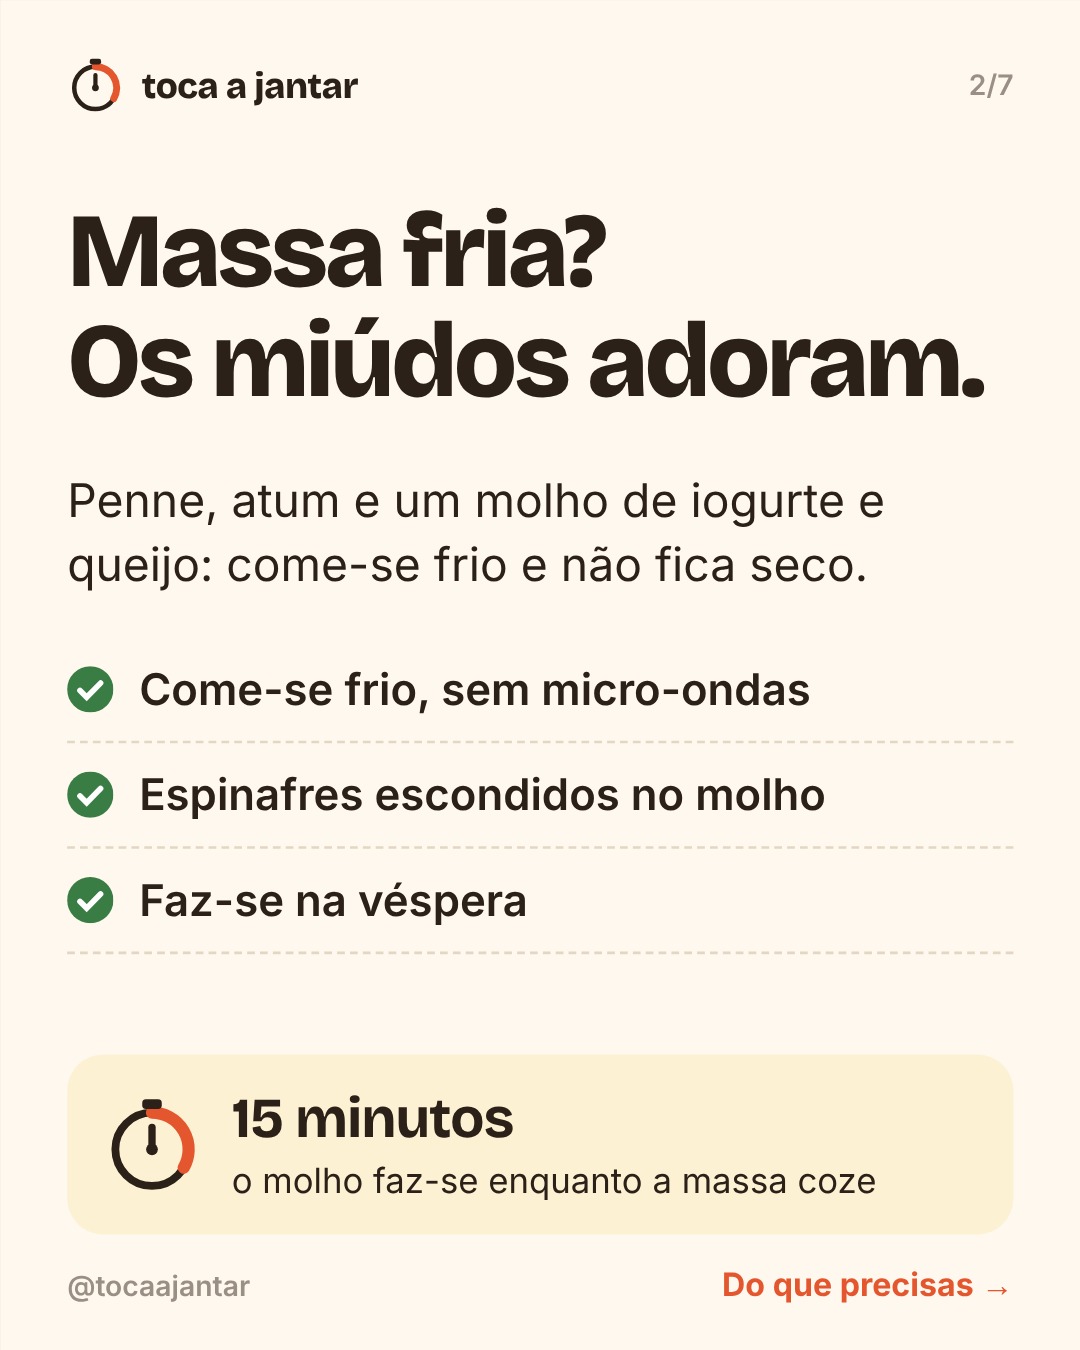 toca a jantar
2/7
Massa fria?
Os miúdos adoram.
Penne, atum e um molho de iogurte e
queijo: come-se frio e não fica seco.
Come-se frio, sem micro-ondas
Espinafres escondidos no molho
Faz-se na véspera
15 minutos
o molho faz-se enquanto a massa coze
@tocaajantar
Do que precisas →